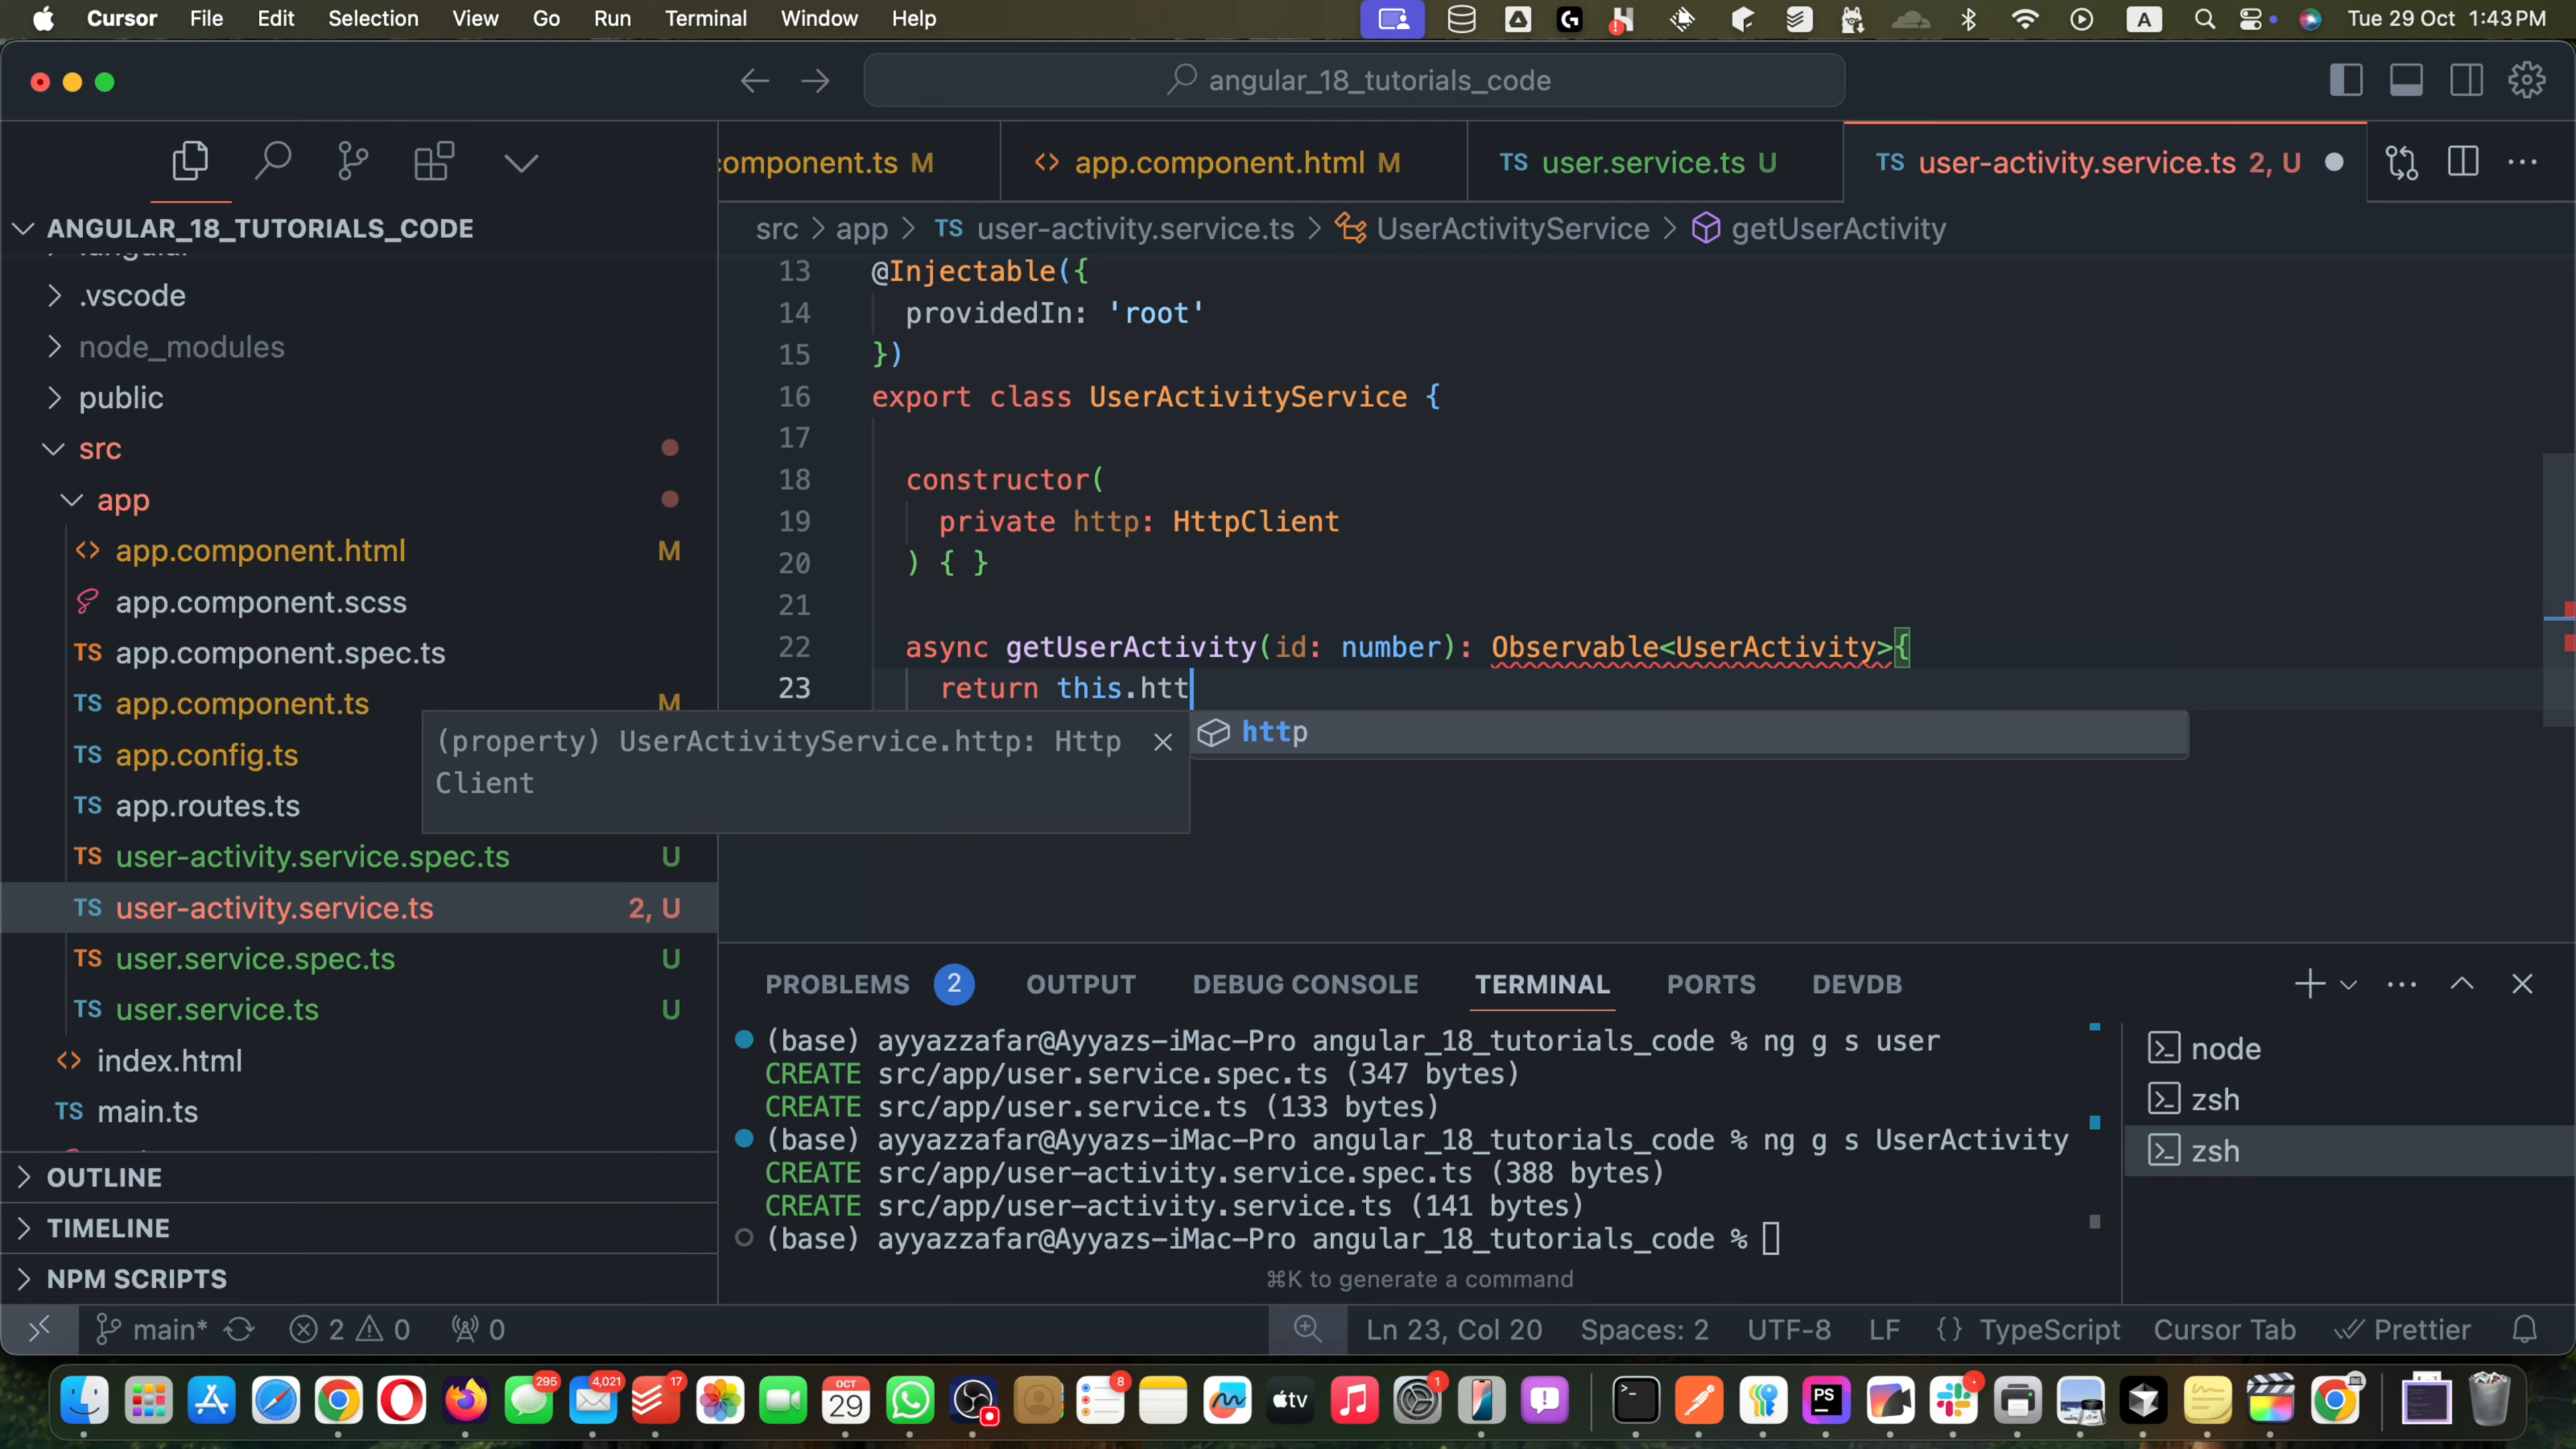 Cursor File Edit Selection View Go Run Terminal Window Help
A Tue 29 Oct 1:43 PM
angular_18_tutorials_code
component.ts M
app.component.html M
TS user.service.ts U
TS user-activity.service.ts 2, U
ANGULAR_18_TUTORIALS_CODE
src > app > TS user-activity.service.ts > UserActivityService > getUserActivity
.vscode
node_modules
public
src
app
app.component.html M
app.component.scss
TS app.component.spec.ts
TS app.component.ts M
TS app.config.ts
TS app.routes.ts
TS user-activity.service.spec.ts U
TS user-activity.service.ts 2, U
TS user.service.spec.ts U
TS user.service.ts U
index.html
TS main.ts
OUTLINE
TIMELINE
NPM SCRIPTS
13 @Injectable({
14 providedIn: 'root'
15 })
16 export class UserActivityService {
17
18 constructor(
19 private http: HttpClient
20 ) { }
21
22 async getUserActivity(id: number): Observable<UserActivity>{
23 return this.htt
http
(property) UserActivityService.http: Http
Client
PROBLEMS 2 OUTPUT DEBUG CONSOLE TERMINAL PORTS DEVDB
(base) ayyazzafar@Ayyazs-iMac-Pro angular_18_tutorials_code % ng g s user
CREATE src/app/user.service.spec.ts (347 bytes)
CREATE src/app/user.service.ts (133 bytes)
(base) ayyazzafar@Ayyazs-iMac-Pro angular_18_tutorials_code % ng g s UserActivity
CREATE src/app/user-activity.service.spec.ts (388 bytes)
CREATE src/app/user-activity.service.ts (141 bytes)
(base) ayyazzafar@Ayyazs-iMac-Pro angular_18_tutorials_code %
⌘K to generate a command
node
zsh
zsh
main* 2 0 0
Ln 23, Col 20 Spaces: 2 UTF-8 LF {} TypeScript Cursor Tab Prettier
295 4,021 17 OCT 29 8 tv 1 PS